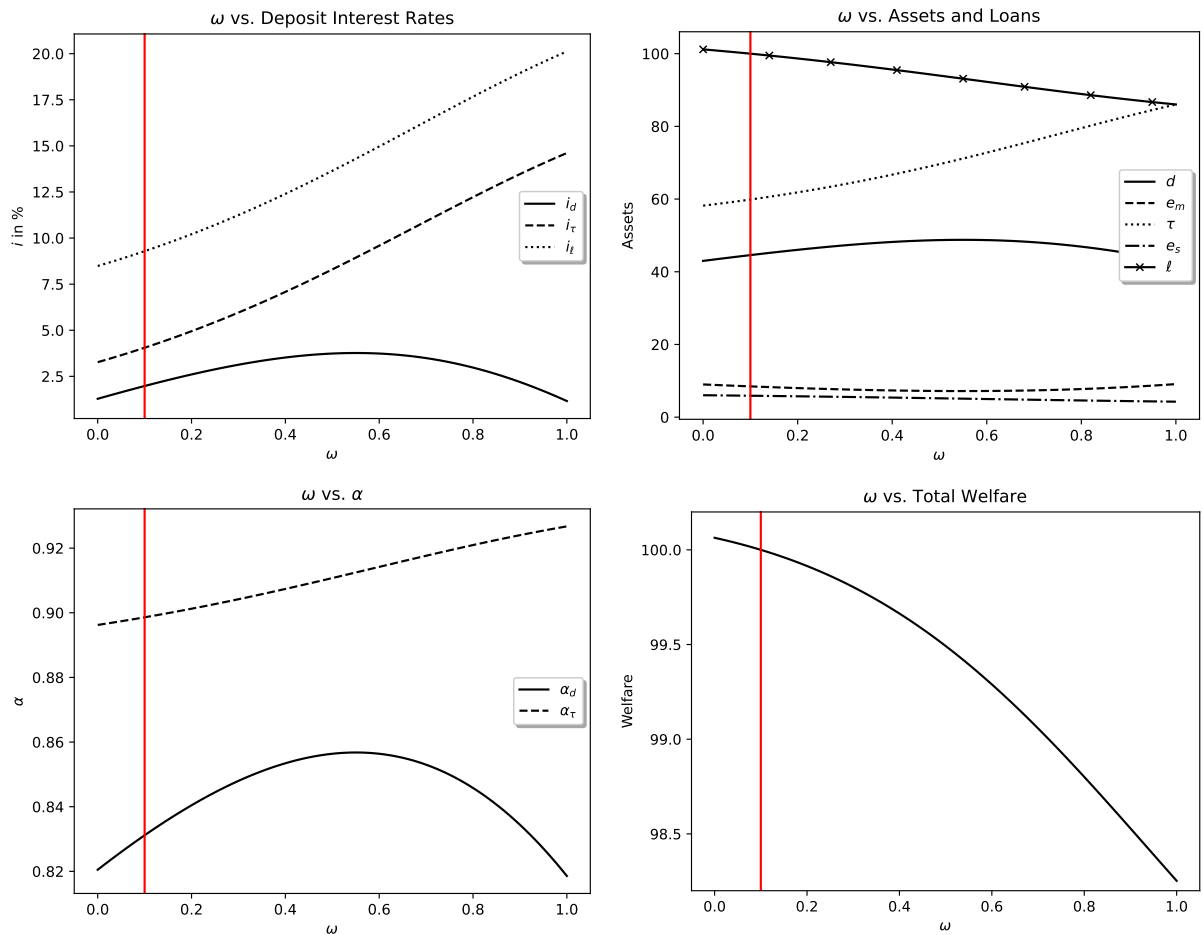 ω vs. Deposit Interest Rates
20.0
17.5
15.0
12.5
10.0
7.5
5.0
2.5
i in %
0.0 0.2 0.4 0.6 0.8 1.0
ω
i_d
i_τ
i_ℓ
ω vs. Assets and Loans
100
80
60
40
20
0
Assets
0.0 0.2 0.4 0.6 0.8 1.0
ω
d
e_m
τ
e_s
ℓ
ω vs. α
0.92
0.90
0.88
0.86
0.84
0.82
α
0.0 0.2 0.4 0.6 0.8 1.0
ω
α_d
α_τ
ω vs. Total Welfare
100.0
99.5
99.0
98.5
Welfare
0.0 0.2 0.4 0.6 0.8 1.0
ω